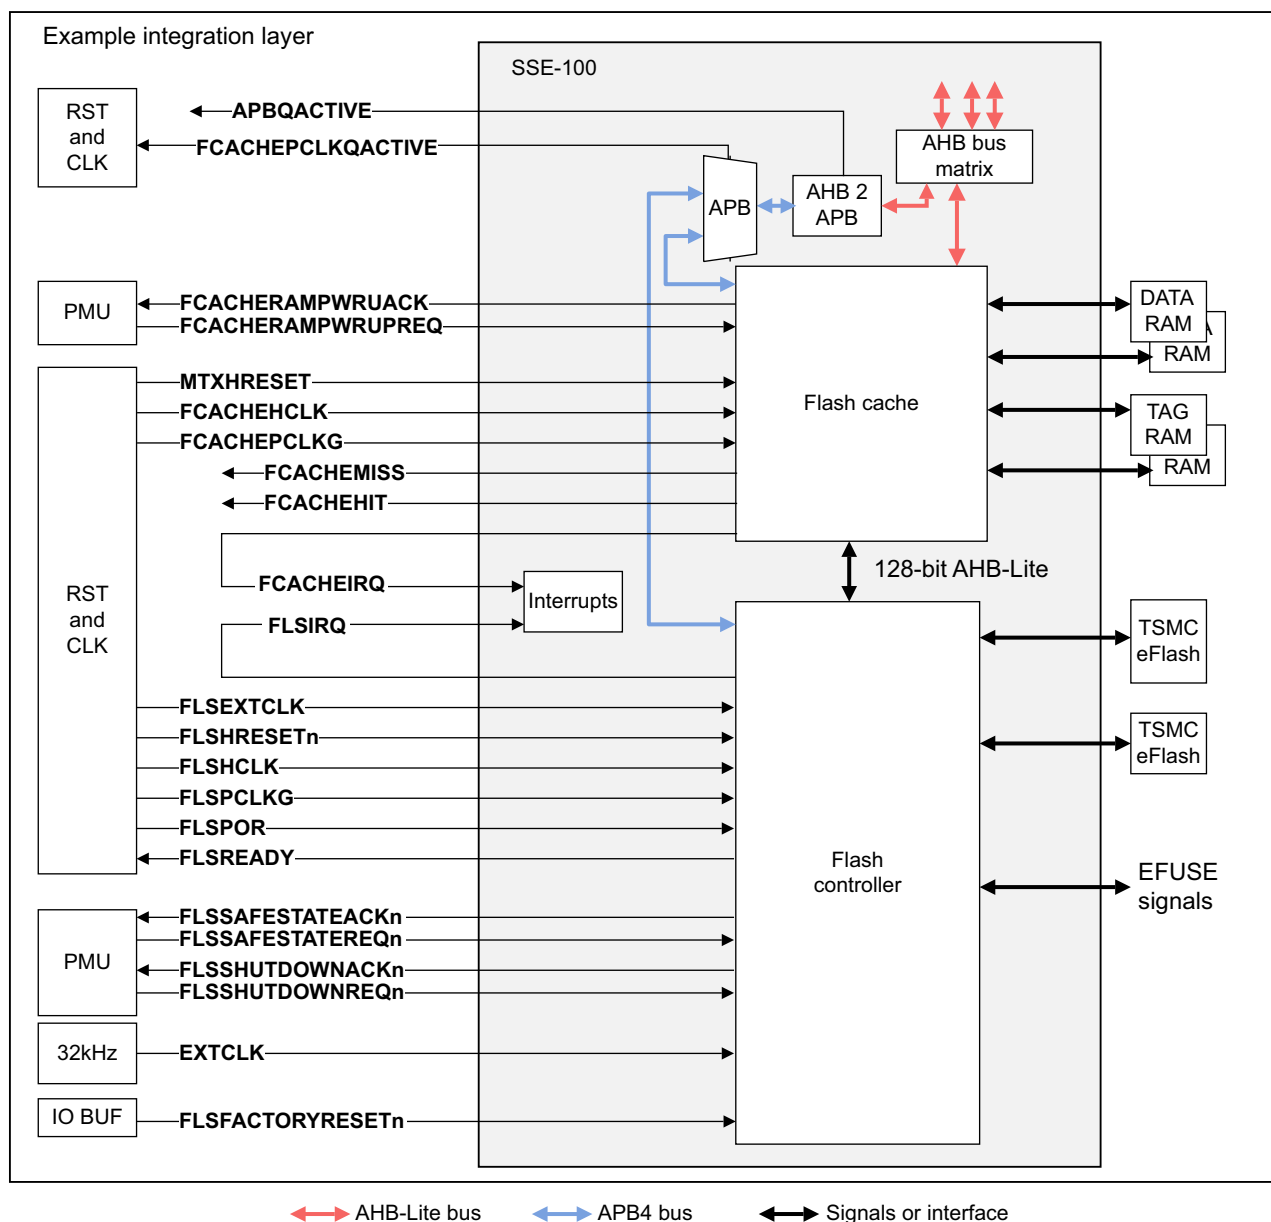 Example integration layer
SSE-100
RST
and
CLK
APBQACTIVE
FCACHEPCLKQACTIVE
AHB bus
matrix
APB
AHB 2
APB
PMU
FCACHERAMPWRUACK
FCACHERAMPWRUPREQ
DATA
RAM
A
RAM
RST
and
CLK
MTXHRESET
FCACHEHCLK
FCACHEPCLKG
FCACHEMISS
FCACHEHIT
Flash cache
TAG
RAM
RAM
128-bit AHB-Lite
FCACHEIRQ
FLSIRQ
Interrupts
TSMC
eFlash
TSMC
eFlash
FLSEXTCLK
FLSHRESETn
FLSHCLK
FLSPCLKG
FLSPOR
FLSREADY
Flash
controller
EFUSE
signals
PMU
FLSSAFESTATEACKn
FLSSAFESTATEREQn
FLSSHUTDOWNACKn
FLSSHUTDOWNREQn
32kHz
EXTCLK
IO BUF
FLSFACTORYRESETn
AHB-Lite bus
APB4 bus
Signals or interface